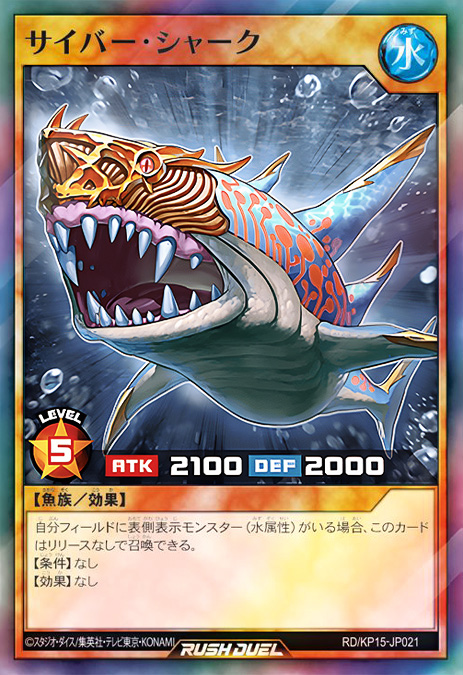 サイバー・シャーク
みず
水
LEVEL
5
ATK 2100 DEF 2000
【魚族／効果】
自分フィールドに表側表示モンスター（水属性）がいる場合、このカード
はリリースなしで召喚できる。
【条件】なし
【効果】なし
©スタジオ・ダイス/集英社・テレビ東京・KONAMI
RUSH DUEL
RD/KP15-JP021